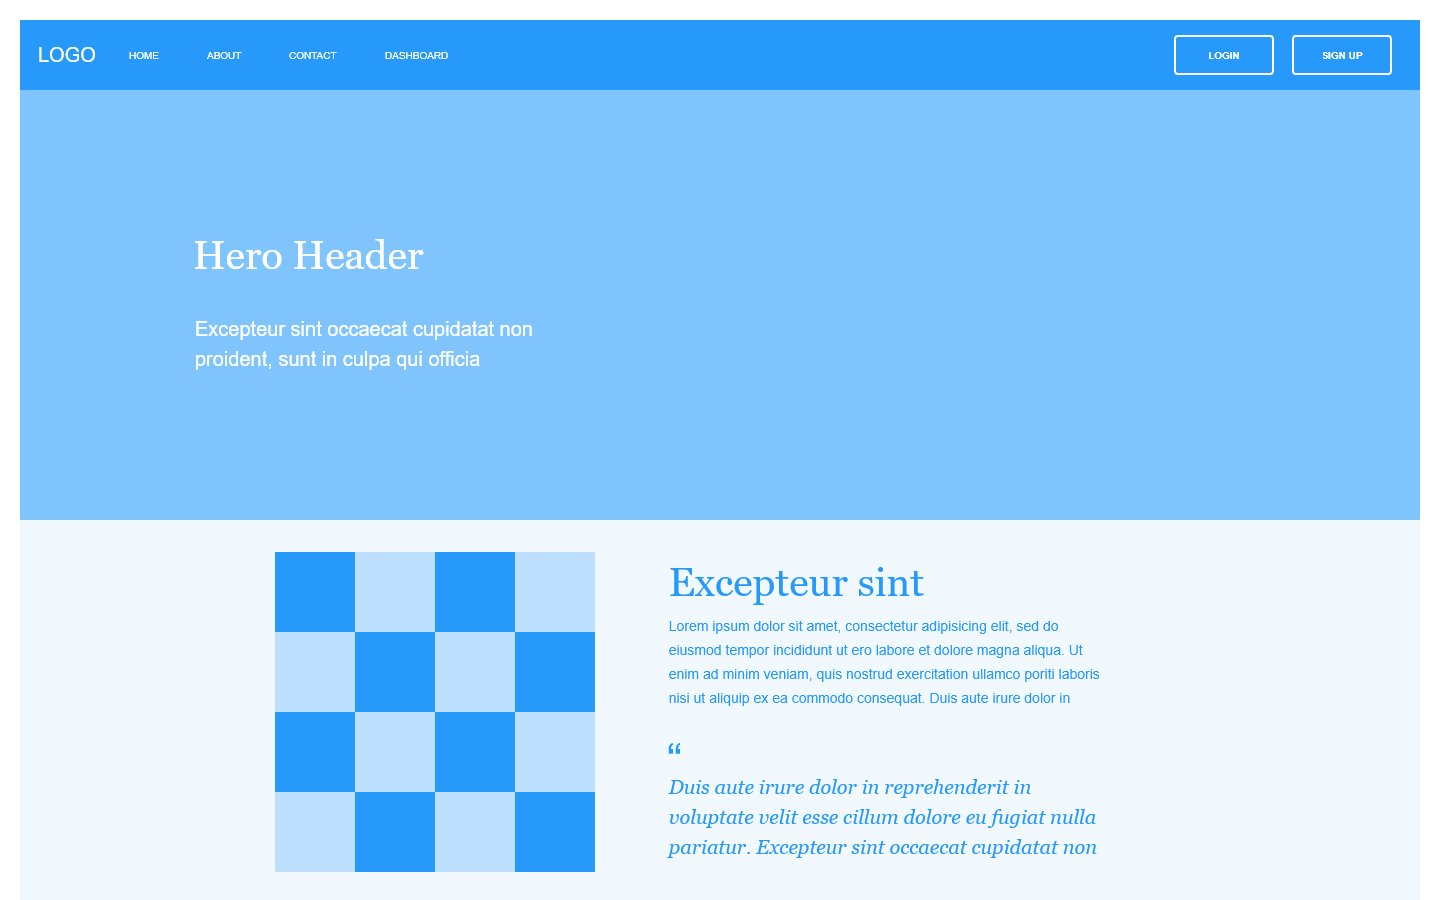 LOGO HOME ABOUT CONTACT DASHBOARD LOGIN SIGN UP
Hero Header
Excepteur sint occaecat cupidatat non
proident, sunt in culpa qui officia
Excepteur sint
Lorem ipsum dolor sit amet, consectetur adipisicing elit, sed do
eiusmod tempor incididunt ut ero labore et dolore magna aliqua. Ut
enim ad minim veniam, quis nostrud exercitation ullamco poriti laboris
nisi ut aliquip ex ea commodo consequat. Duis aute irure dolor in
“
Duis aute irure dolor in reprehenderit in
voluptate velit esse cillum dolore eu fugiat nulla
pariatur. Excepteur sint occaecat cupidatat non